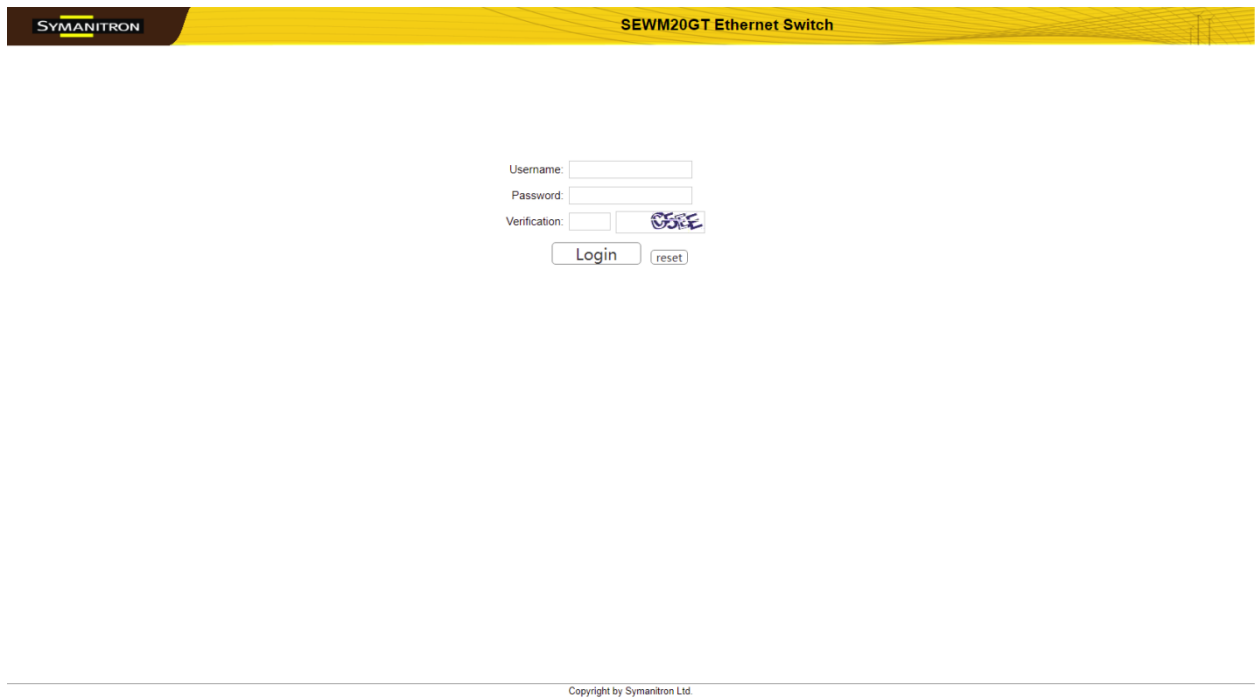 SYMANITRON
SEWM20GT Ethernet Switch
Username:
Password:
Verification:
Login reset
Copyright by Symanitron Ltd.